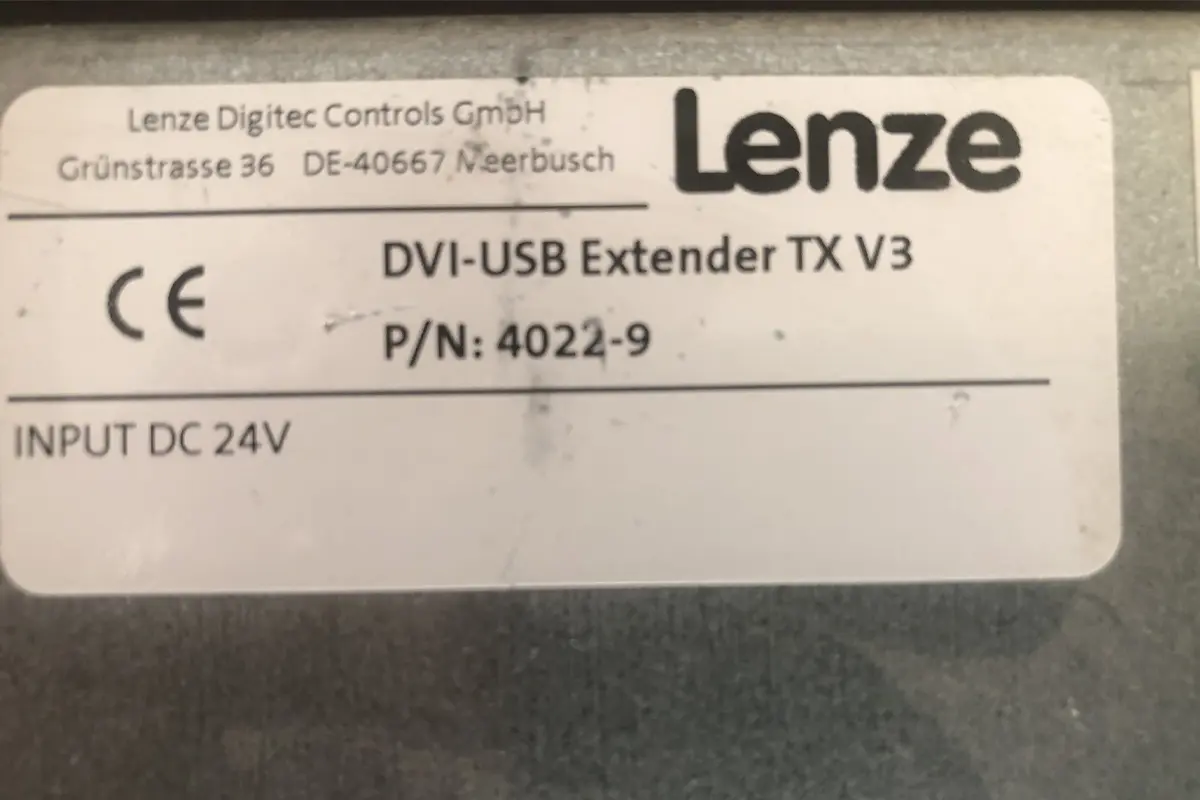 Lenze Digitec Controls GmbH
Grünstrasse 36 DE-40667 Meerbusch
Lenze
CE
DVI-USB Extender TX V3
P/N: 4022-9
INPUT DC 24V